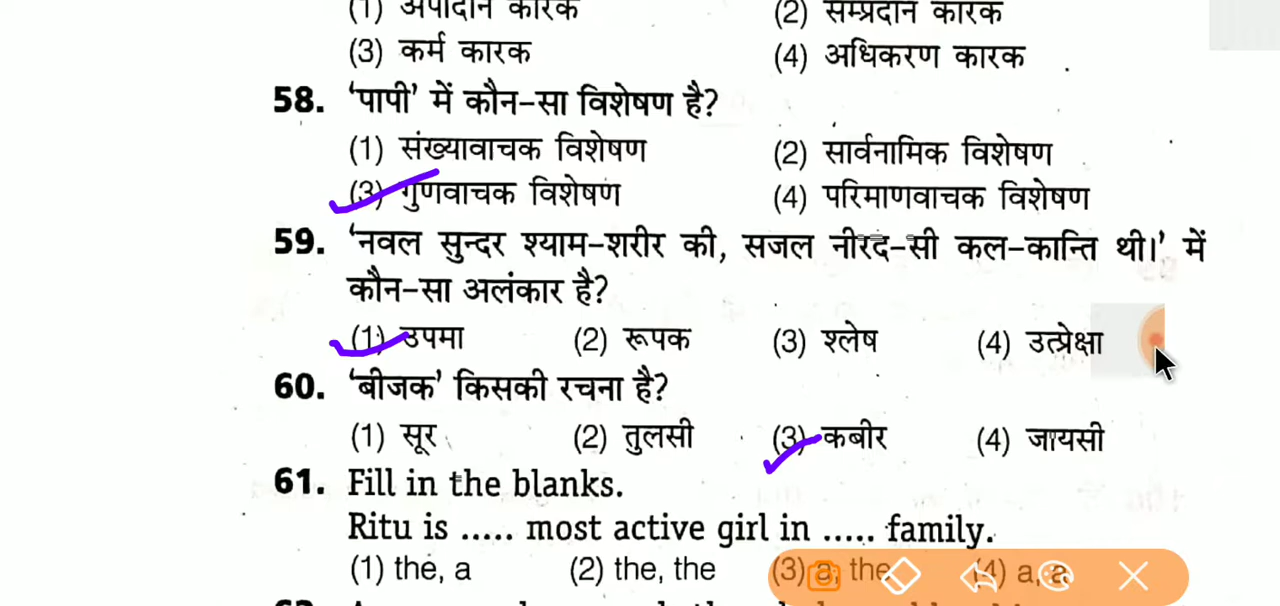 (1) अपादान कारक (2) सम्प्रदान कारक
(3) कर्म कारक (4) अधिकरण कारक
58. 'पापी' में कौन-सा विशेषण है?
(1) संख्यावाचक विशेषण (2) सार्वनामिक विशेषण
(3) गुणवाचक विशेषण (4) परिमाणवाचक विशेषण
59. 'नवल सुन्दर श्याम-शरीर की, सजल नीरद-सी कल-कान्ति थी।' में
कौन-सा अलंकार है?
(1) उपमा (2) रूपक (3) श्लेष (4) उत्प्रेक्षा
60. 'बीजक' किसकी रचना है?
(1) सूर (2) तुलसी (3) कबीर (4) जायसी
61. Fill in the blanks.
Ritu is ..... most active girl in ..... family.
(1) the, a (2) the, the (3) a, the (4) a, a